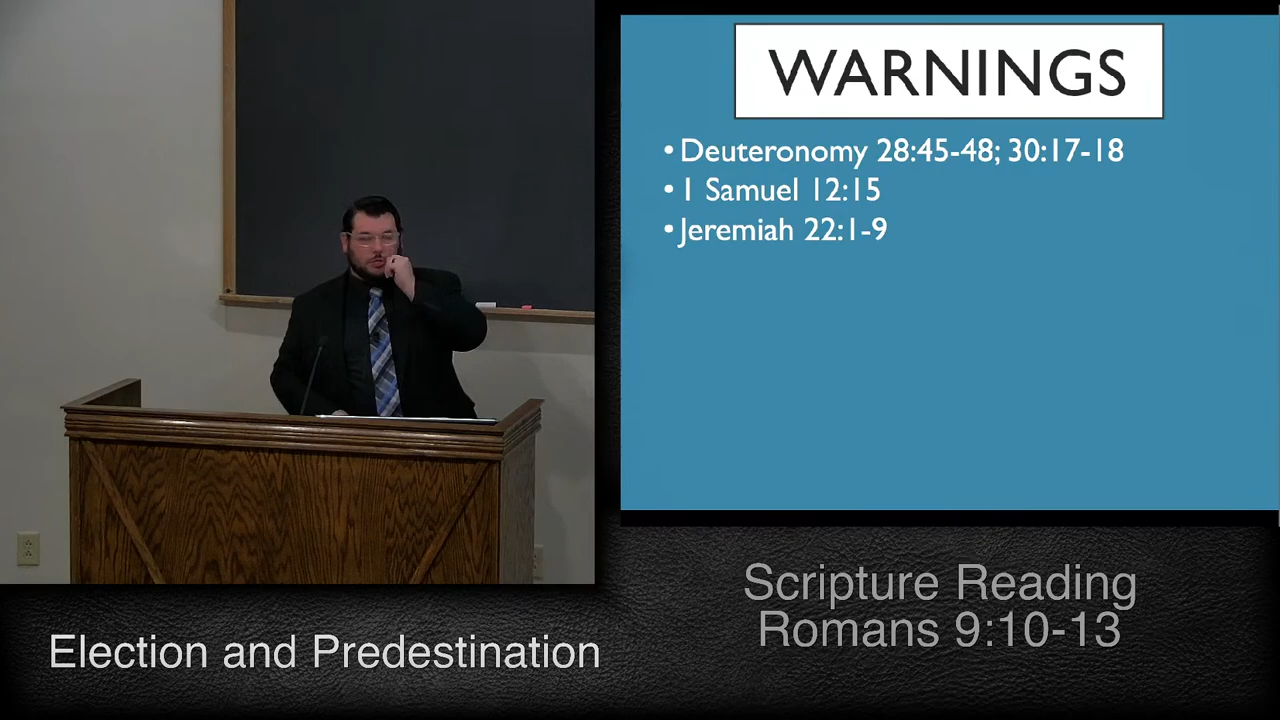 WARNINGS
• Deuteronomy 28:45-48; 30:17-18
• 1 Samuel 12:15
• Jeremiah 22:1-9
Scripture Reading
Romans 9:10-13
Election and Predestination